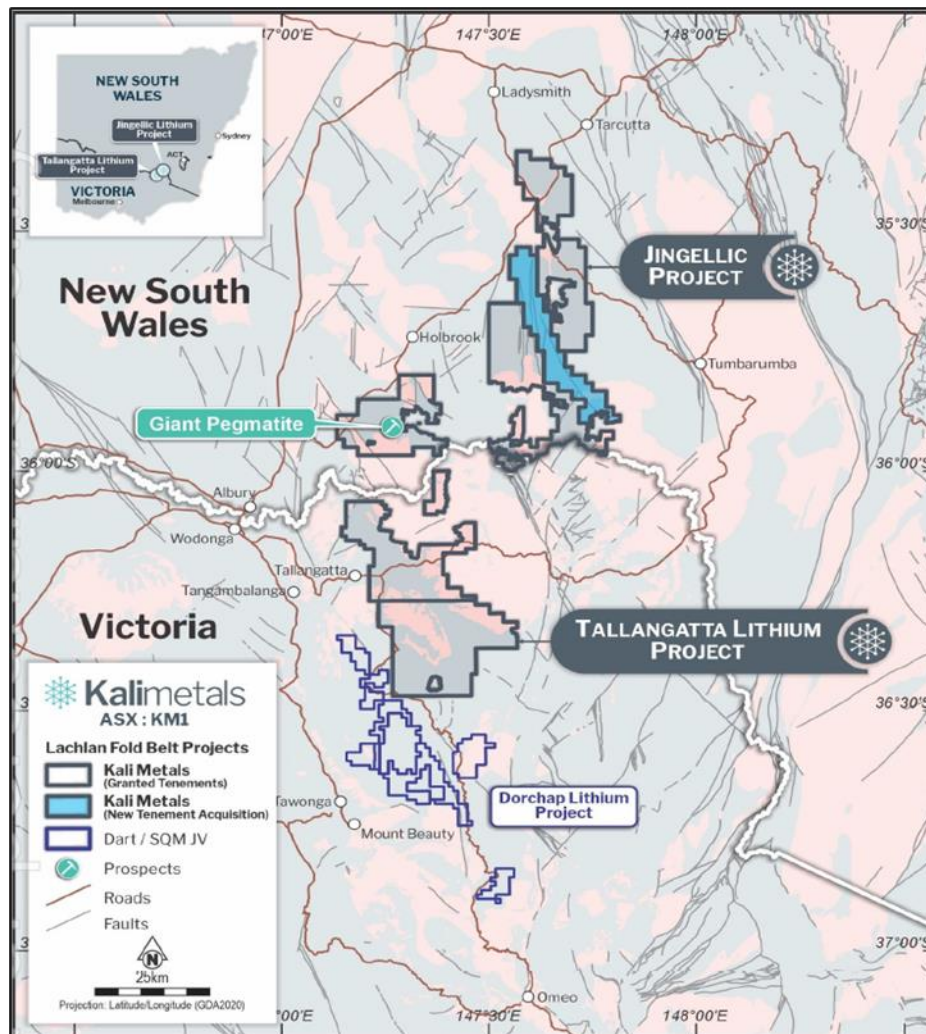 147°00'E
147°30'E
148°00'E
NEW SOUTH
WALES
Jingellic Lithium
Project
Sydney
ACT
Tallangatta Lithium
Project
VICTORIA
Melbourne
Ladysmith
Tarcutta
35°30'S
JINGELLIC
PROJECT
New South
Wales
Holbrook
Tumbarumba
Giant Pegmatite
36°00'S
36°00'S
Albury
Wodonga
Tallangatta
Tangambalanga
Victoria
TALLANGATTA LITHIUM
PROJECT
36°30'S
Kalimetals
ASX : KM1
Lachlan Fold Belt Projects
Kali Metals
(Granted Tenements)
Kali Metals
(New Tenement Acquisition)
Dart / SQM JV
Prospects
Roads
Faults
N
25km
Projection: Latitude/Longitude (GDA2020)
Dorchap Lithium
Project
Tawonga
Mount Beauty
37°00'S
Omeo
147°00'E
147°30'E
148°00'E